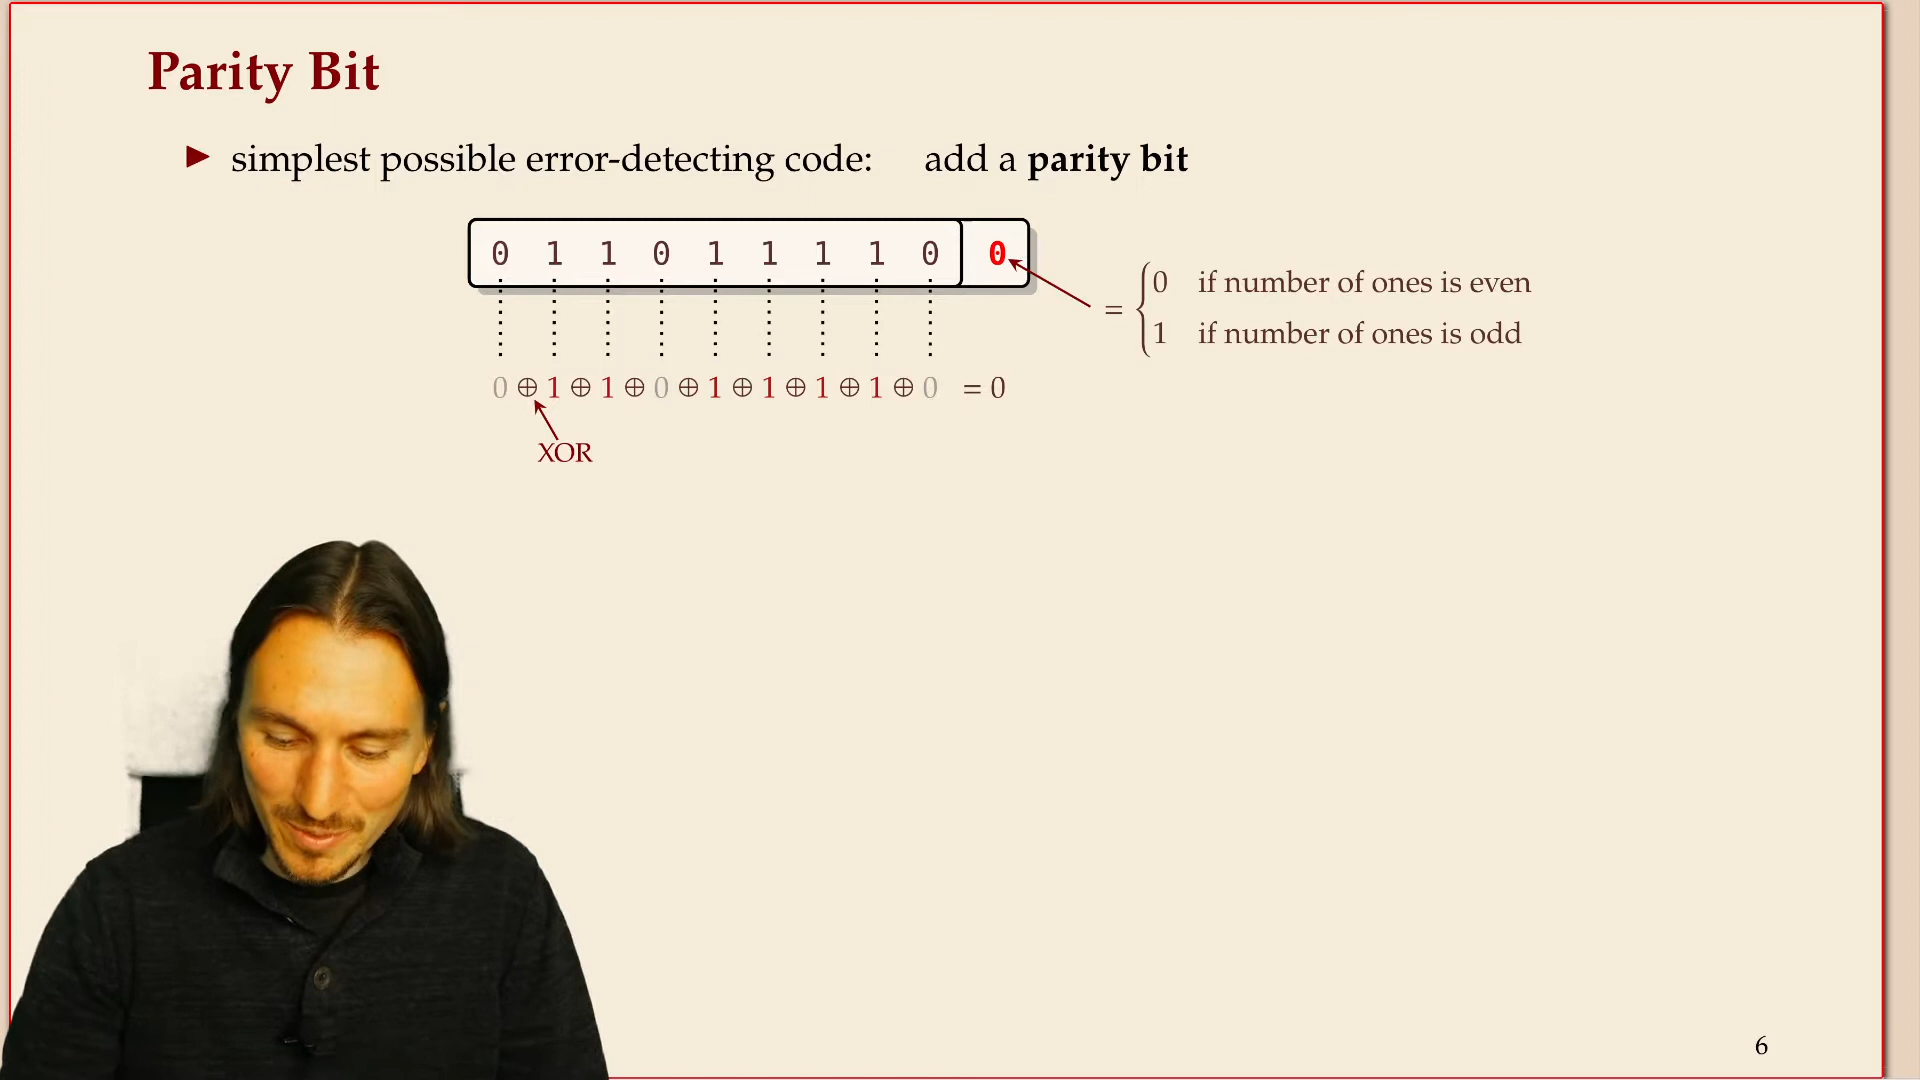 Parity Bit
▶ simplest possible error-detecting code: add a parity bit
0 1 1 0 1 1 1 1 0 0
= { 0 if number of ones is even
1 if number of ones is odd
0 ⊕ 1 ⊕ 1 ⊕ 0 ⊕ 1 ⊕ 1 ⊕ 1 ⊕ 1 ⊕ 0 = 0
XOR
6